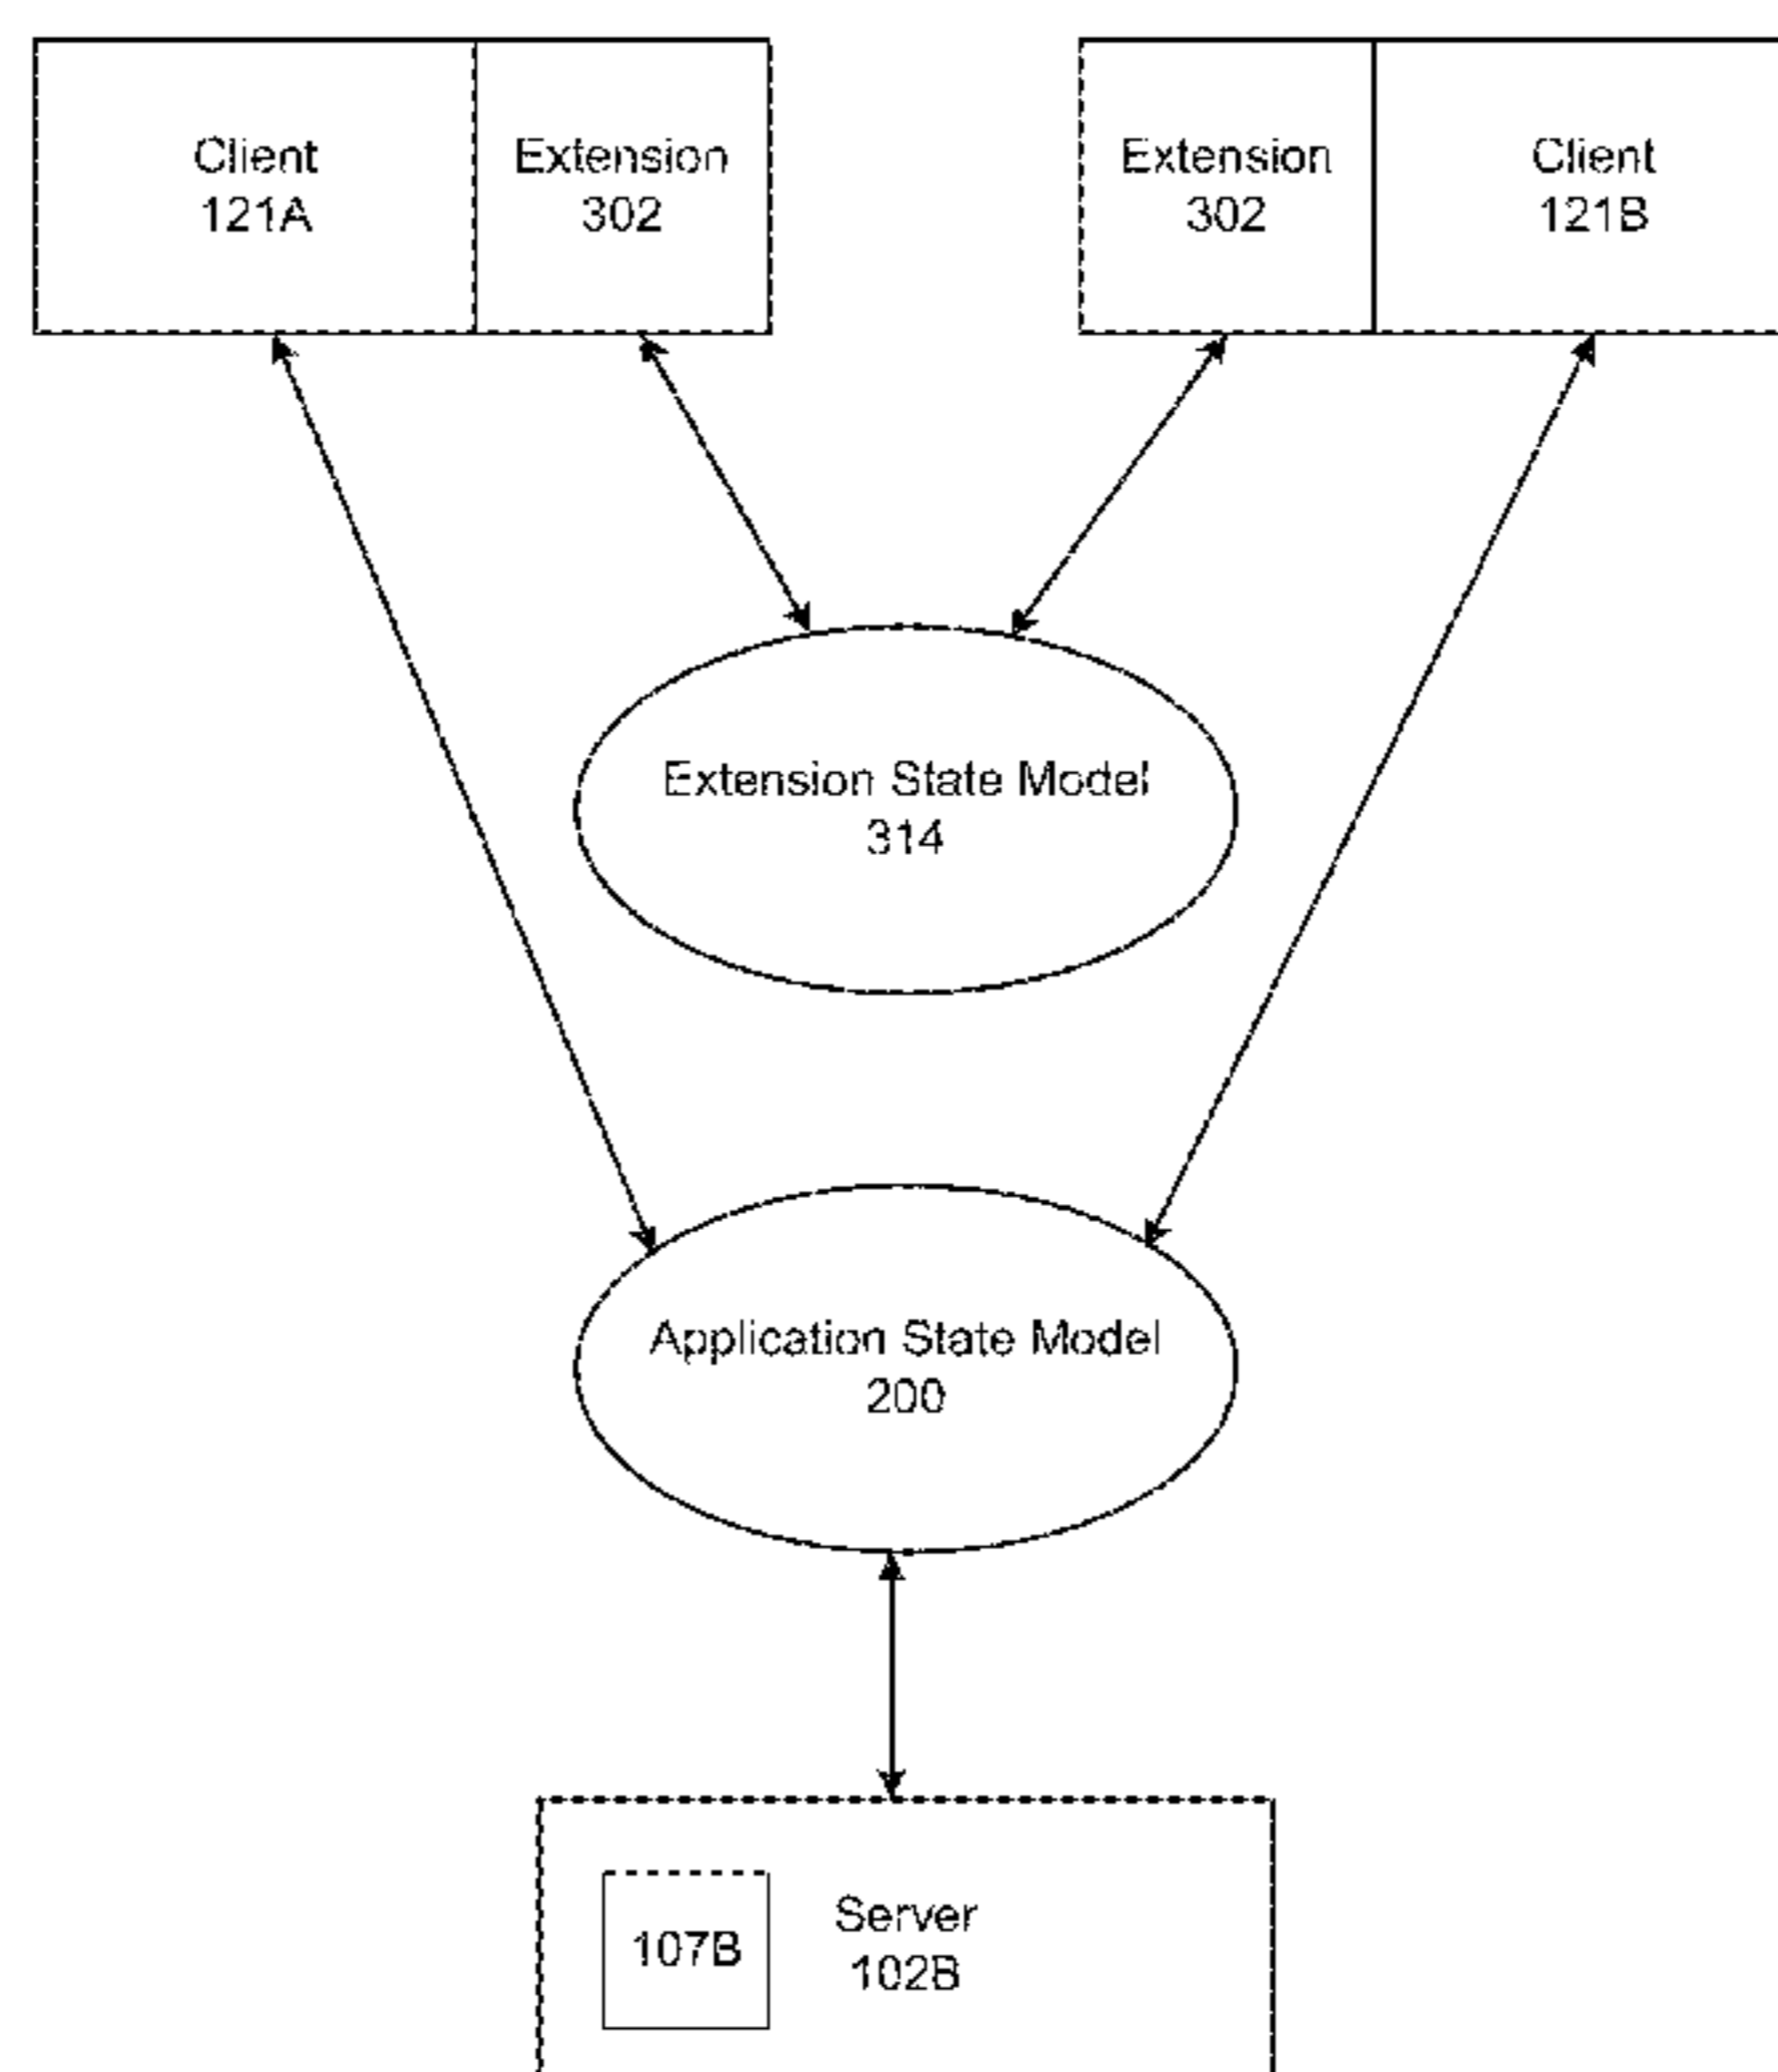 Client
121A
Extension
302
Extension
302
Client
121B
Extension State Model
314
Application State Model
200
107B
Server
102B